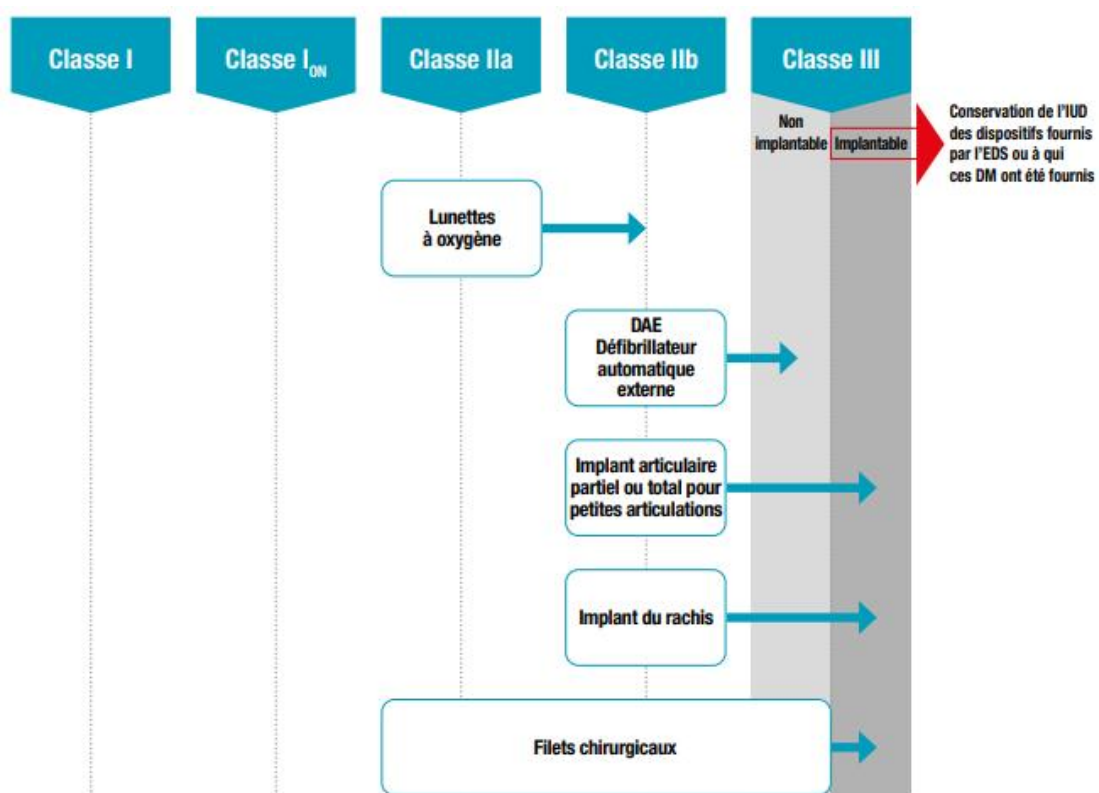 Classe I
Classe I ON
Classe IIa
Classe IIb
Classe III
Non
implantable
Implantable
Conservation de l'IUD
des dispositifs fournis
par l'EDS ou à qui
ces DM ont été fournis
Lunettes
à oxygène
DAE
Défibrillateur
automatique
externe
Implant articulaire
partiel ou total pour
petites articulations
Implant du rachis
Filets chirurgicaux